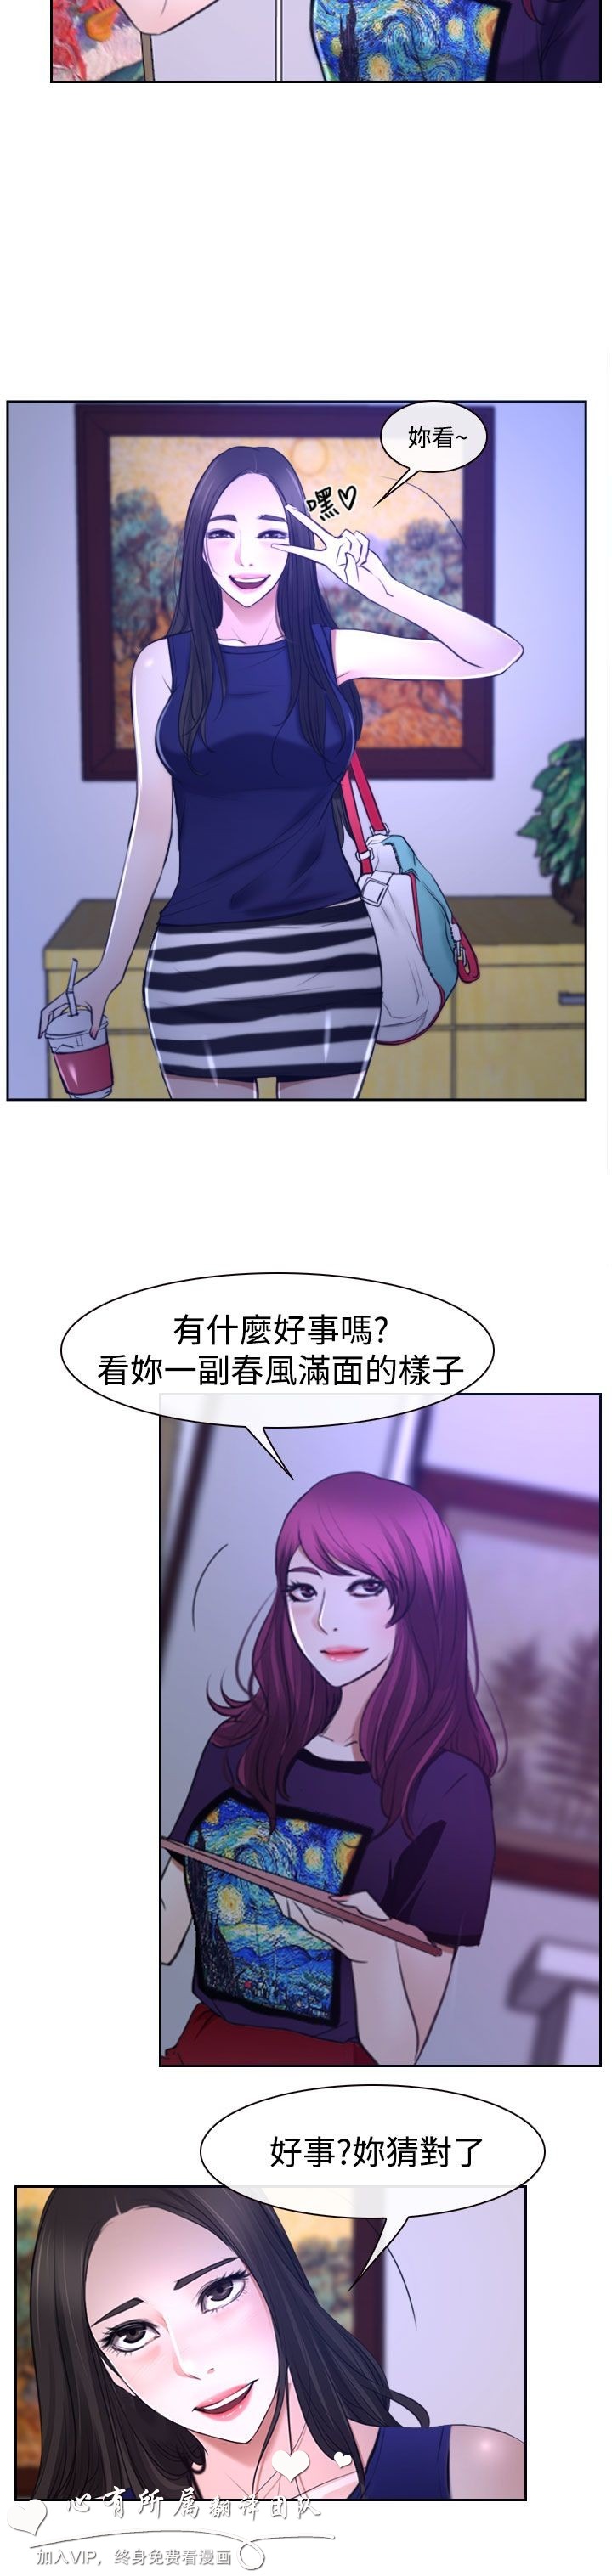 妳看~
嘿♡
有什麼好事嗎?
看妳一副春風滿面的樣子
好事?妳猜對了
心有所属翻译团队
加入VIP，终身免费看漫画